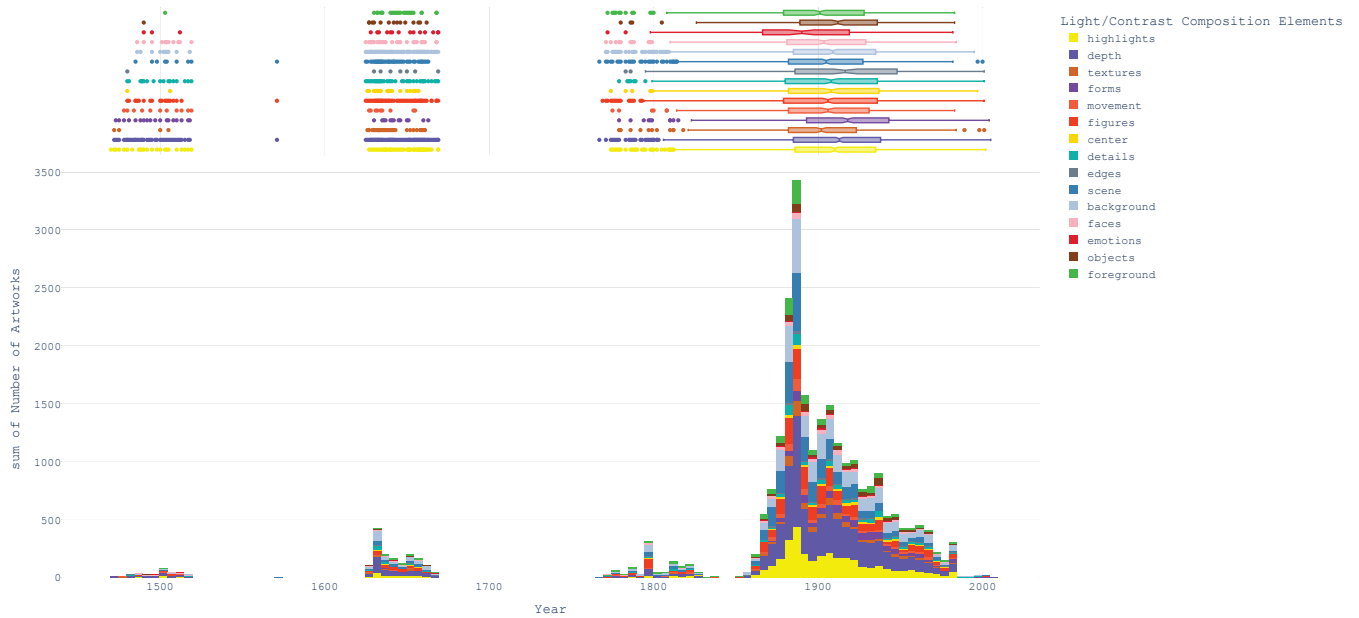 Light/Contrast Composition Elements
highlights
depth
textures
forms
movement
figures
center
details
edges
scene
background
faces
emotions
objects
foreground
3500
3000
2500
2000
1500
1000
500
0
sum of Number of Artworks
1500
1600
1700
1800
1900
2000
Year